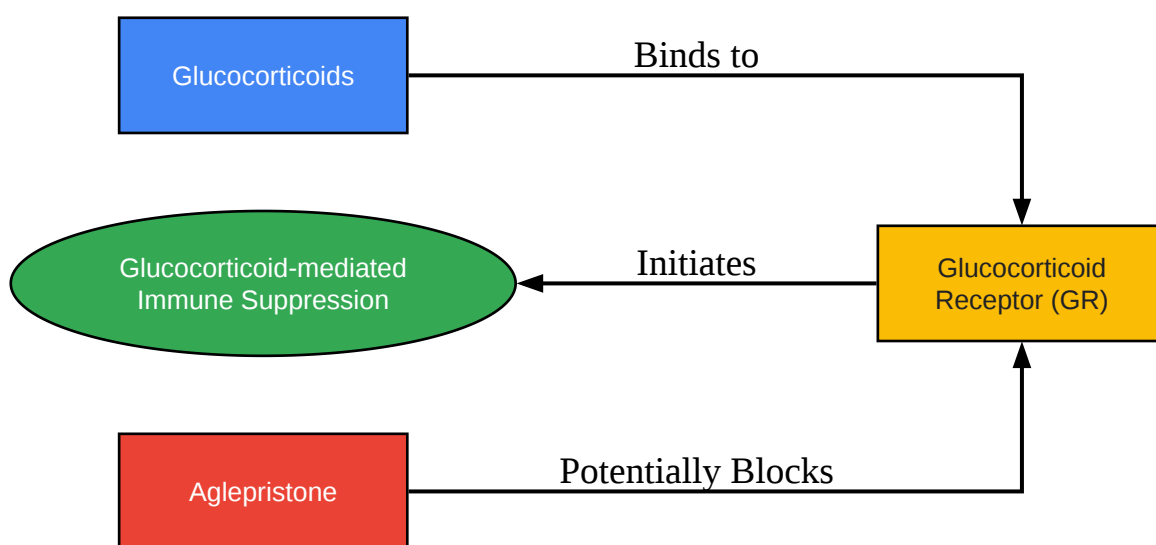 Glucocorticoids
Binds to
Glucocorticoid-mediated
Immune Suppression
Initiates
Glucocorticoid
Receptor (GR)
Aglepristone
Potentially Blocks